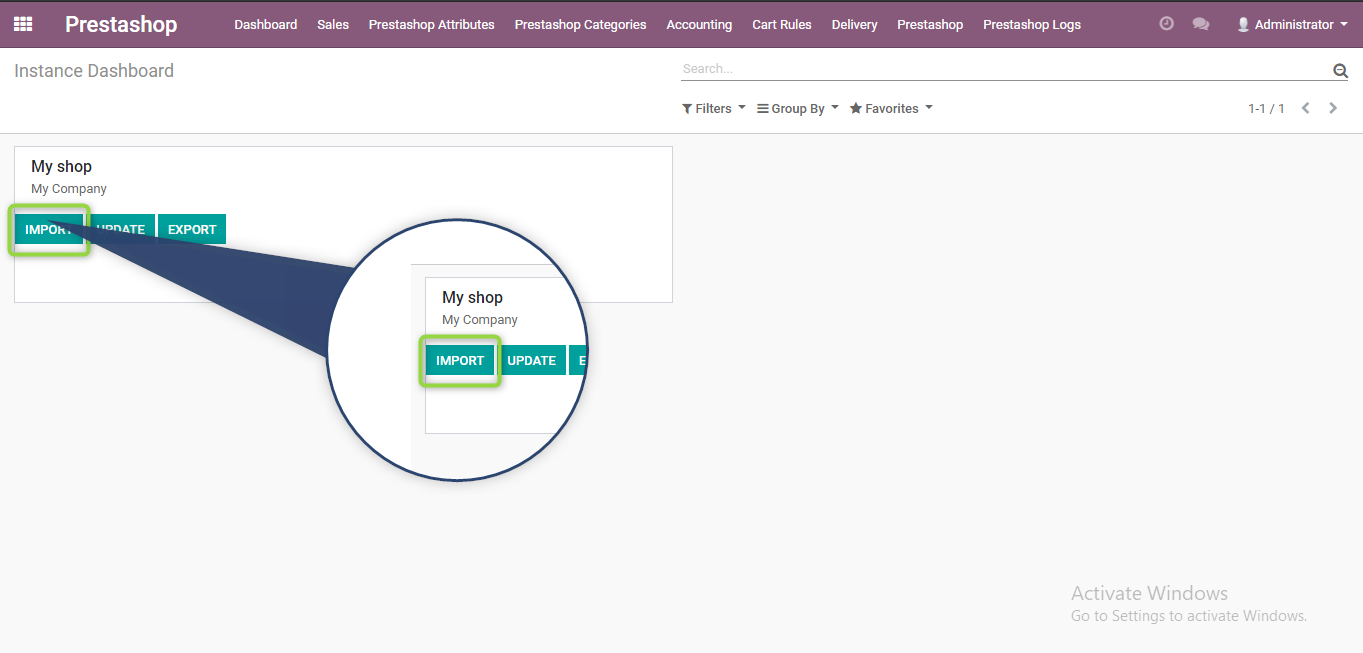 Prestashop Dashboard Sales Prestashop Attributes Prestashop Categories Accounting Cart Rules Delivery Prestashop Prestashop Logs Administrator
Instance Dashboard
Search...
Filters Group By Favorites 1-1 / 1
My shop
My Company
IMPORT UPDATE EXPORT
My shop
My Company
IMPORT UPDATE E
Activate Windows
Go to Settings to activate Windows.